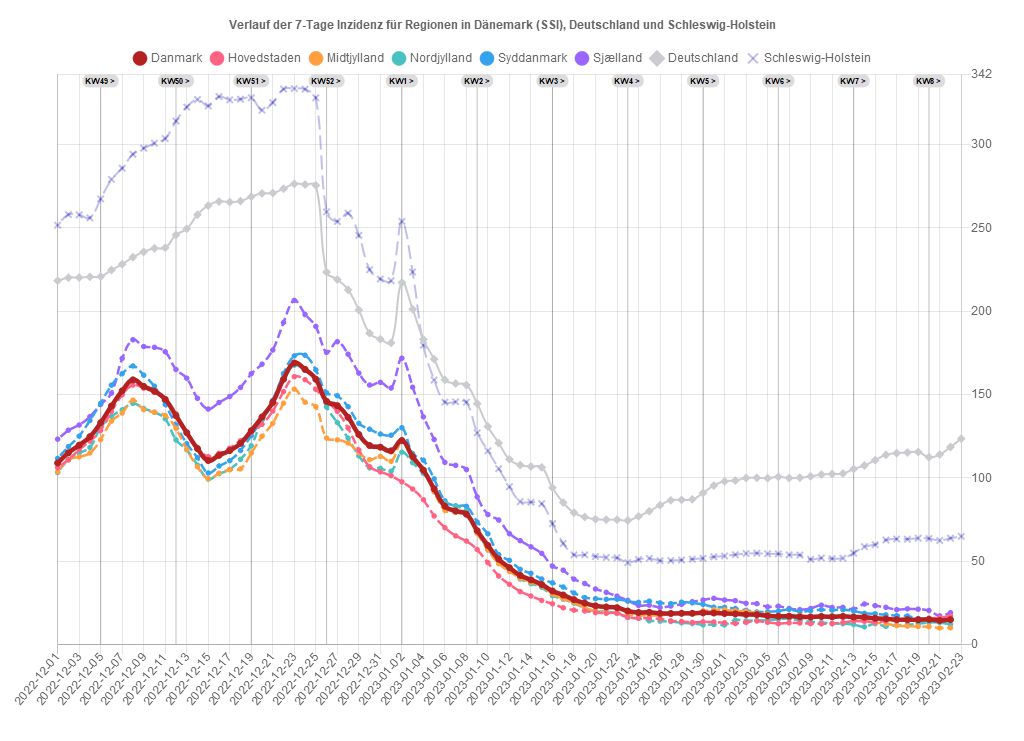 Verlauf der 7-Tage Inzidenz für Regionen in Dänemark (SSI), Deutschland und Schleswig-Holstein
Danmark Hovedstaden Midtjylland Nordjylland Syddanmark Sjælland Deutschland Schleswig-Holstein
KW49 > KW50 > KW51 > KW52 > KW1 > KW2 > KW3 > KW4 > KW5 > KW6 > KW7 > KW8 >
342
300
250
200
150
100
50
0
2022-12-01 2022-12-03 2022-12-05 2022-12-07 2022-12-09 2022-12-11 2022-12-13 2022-12-15 2022-12-17 2022-12-19 2022-12-21 2022-12-23 2022-12-25 2022-12-27 2022-12-29 2022-12-31 2023-01-02 2023-01-04 2023-01-06 2023-01-08 2023-01-10 2023-01-12 2023-01-14 2023-01-16 2023-01-18 2023-01-20 2023-01-22 2023-01-24 2023-01-26 2023-01-28 2023-01-30 2023-02-01 2023-02-03 2023-02-05 2023-02-07 2023-02-09 2023-02-11 2023-02-13 2023-02-15 2023-02-17 2023-02-19 2023-02-21 2023-02-23